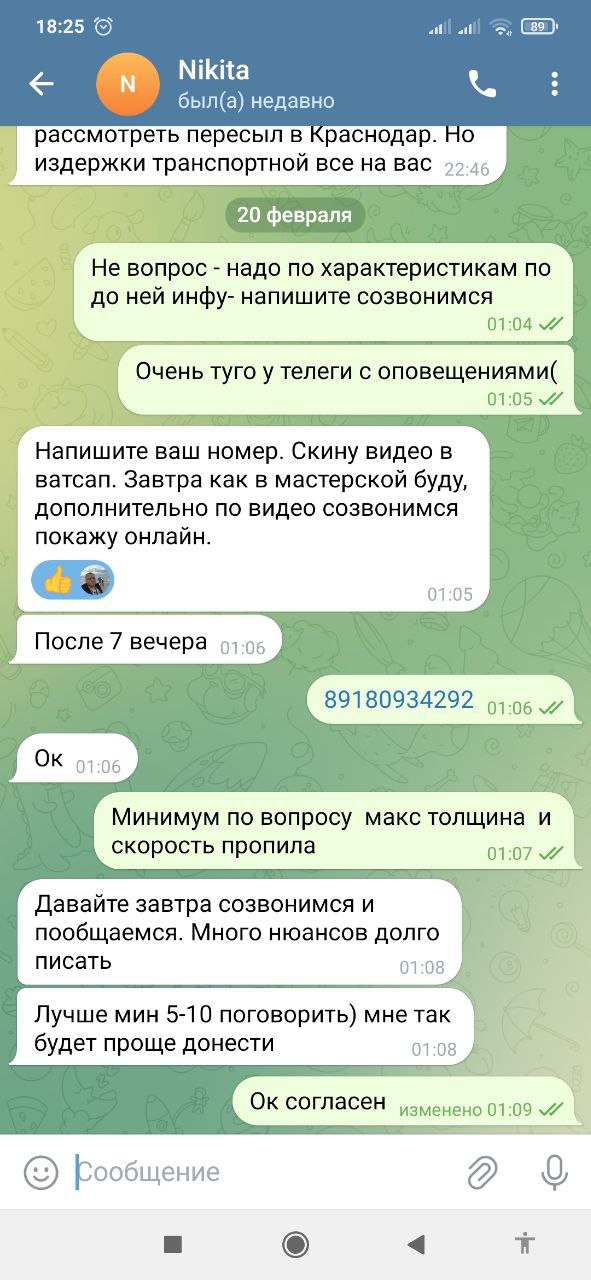 18:25
89
N
Nikita
был(а) недавно
рассмотреть пересыл в Краснодар. Но
издержки транспортной все на вас 22:46
20 февраля
Не вопрос - надо по характеристикам по
до ней инфу- напишите созвонимся
01:04
Очень туго у телеги с оповещениями(
01:05
Напишите ваш номер. Скину видео в
ватсап. Завтра как в мастерской буду,
дополнительно по видео созвонимся
покажу онлайн.
01:05
После 7 вечера 01:06
89180934292 01:06
Ок 01:06
Минимум по вопросу  макс толщина  и
скорость пропила
01:07
Давайте завтра созвонимся и
пообщаемся. Много нюансов долго
писать
01:08
Лучше мин 5-10 поговорить) мне так
будет проще донести
01:08
Ок согласен изменено 01:09
Сообщение